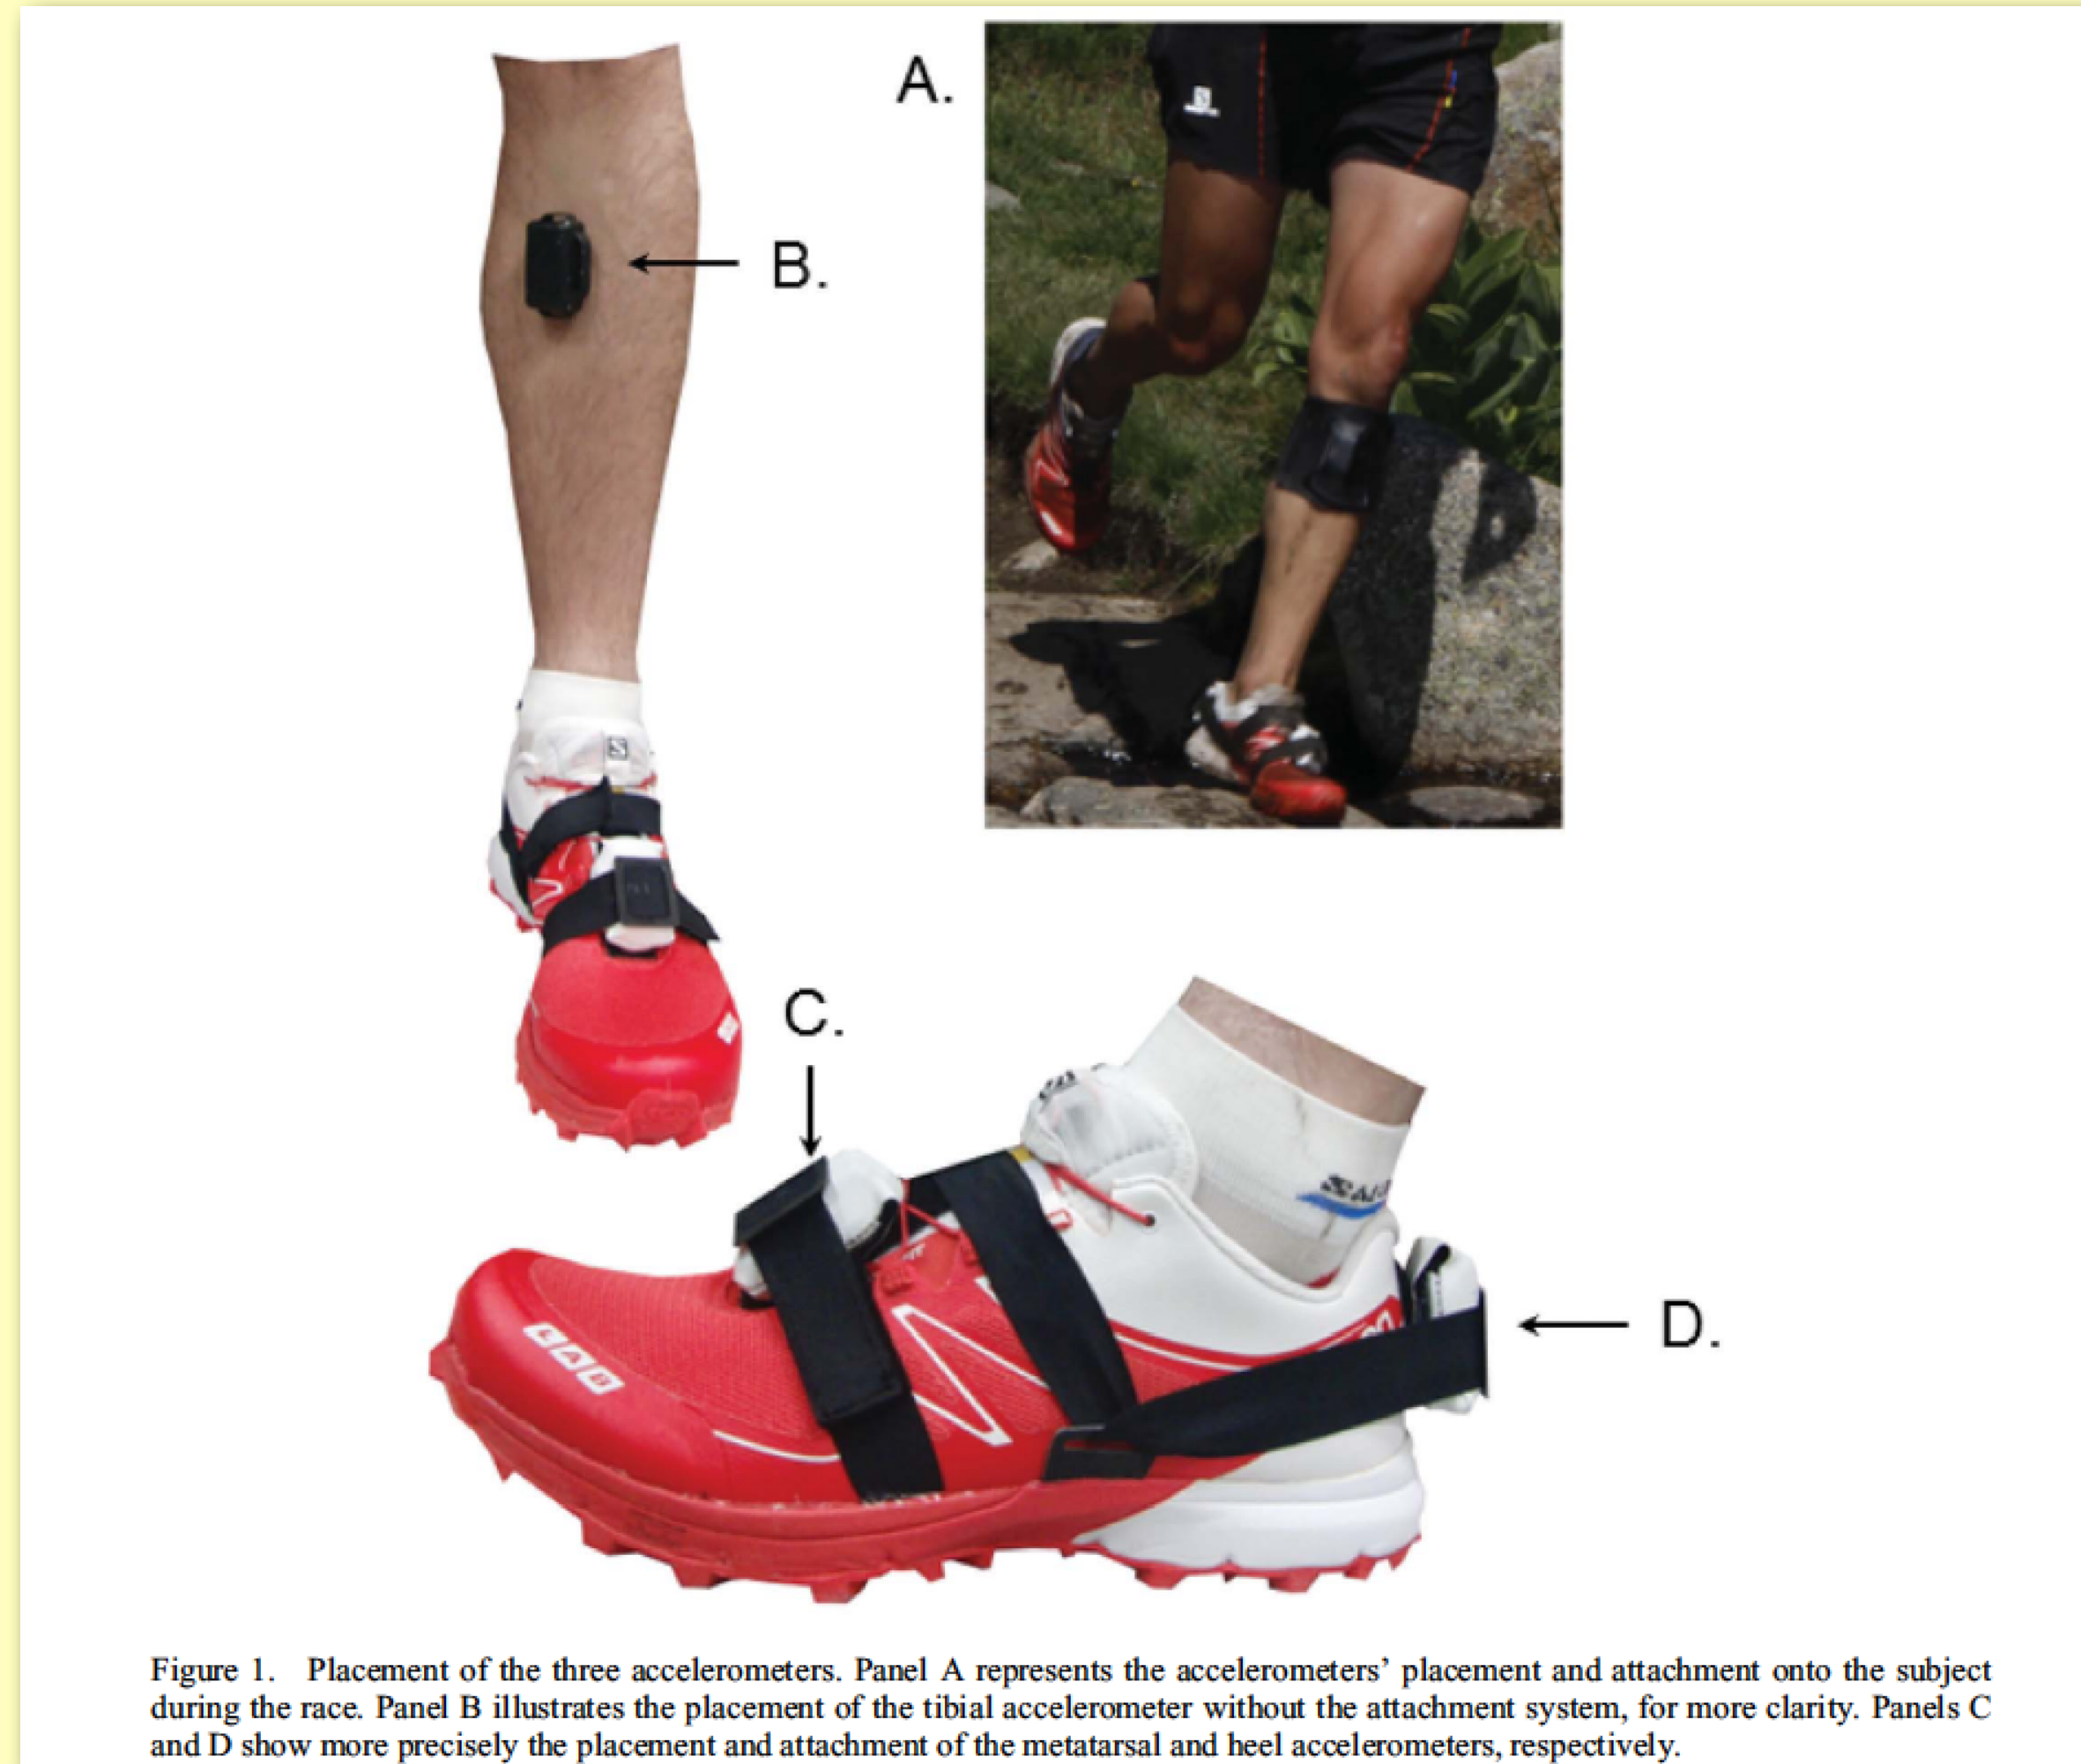 A.
B.
C.
D.
LAB
Figure 1. Placement of the three accelerometers. Panel A represents the accelerometers’ placement and attachment onto the subject
during the race. Panel B illustrates the placement of the tibial accelerometer without the attachment system, for more clarity. Panels C
and D show more precisely the placement and attachment of the metatarsal and heel accelerometers, respectively.